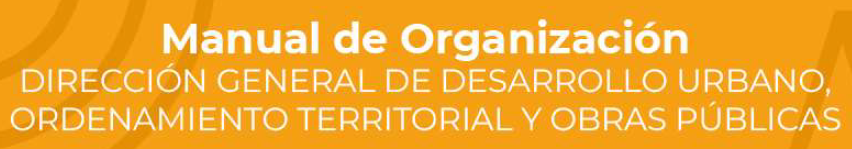 Manual de Organización
DIRECCIÓN GENERAL DE DESARROLLO URBANO,
ORDENAMIENTO TERRITORIAL Y OBRAS PÚBLICAS